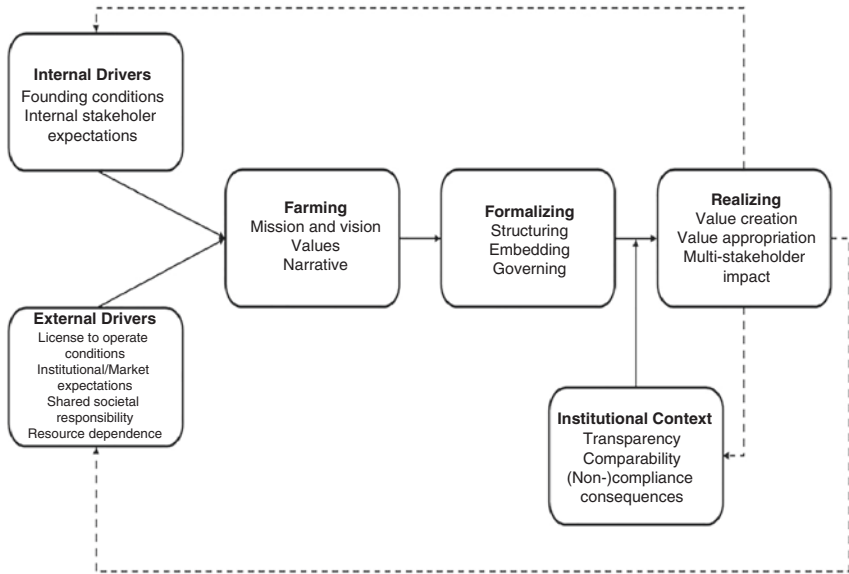 Internal Drivers
Founding conditions
Internal stakeholer
expectations
Farming
Mission and vision
Values
Narrative
Formalizing
Structuring
Embedding
Governing
Realizing
Value creation
Value appropriation
Multi-stakeholder
impact
External Drivers
License to operate
conditions
Institutional/Market
expectations
Shared societal
responsibility
Resource dependence
Institutional Context
Transparency
Comparability
(Non-)compliance
consequences